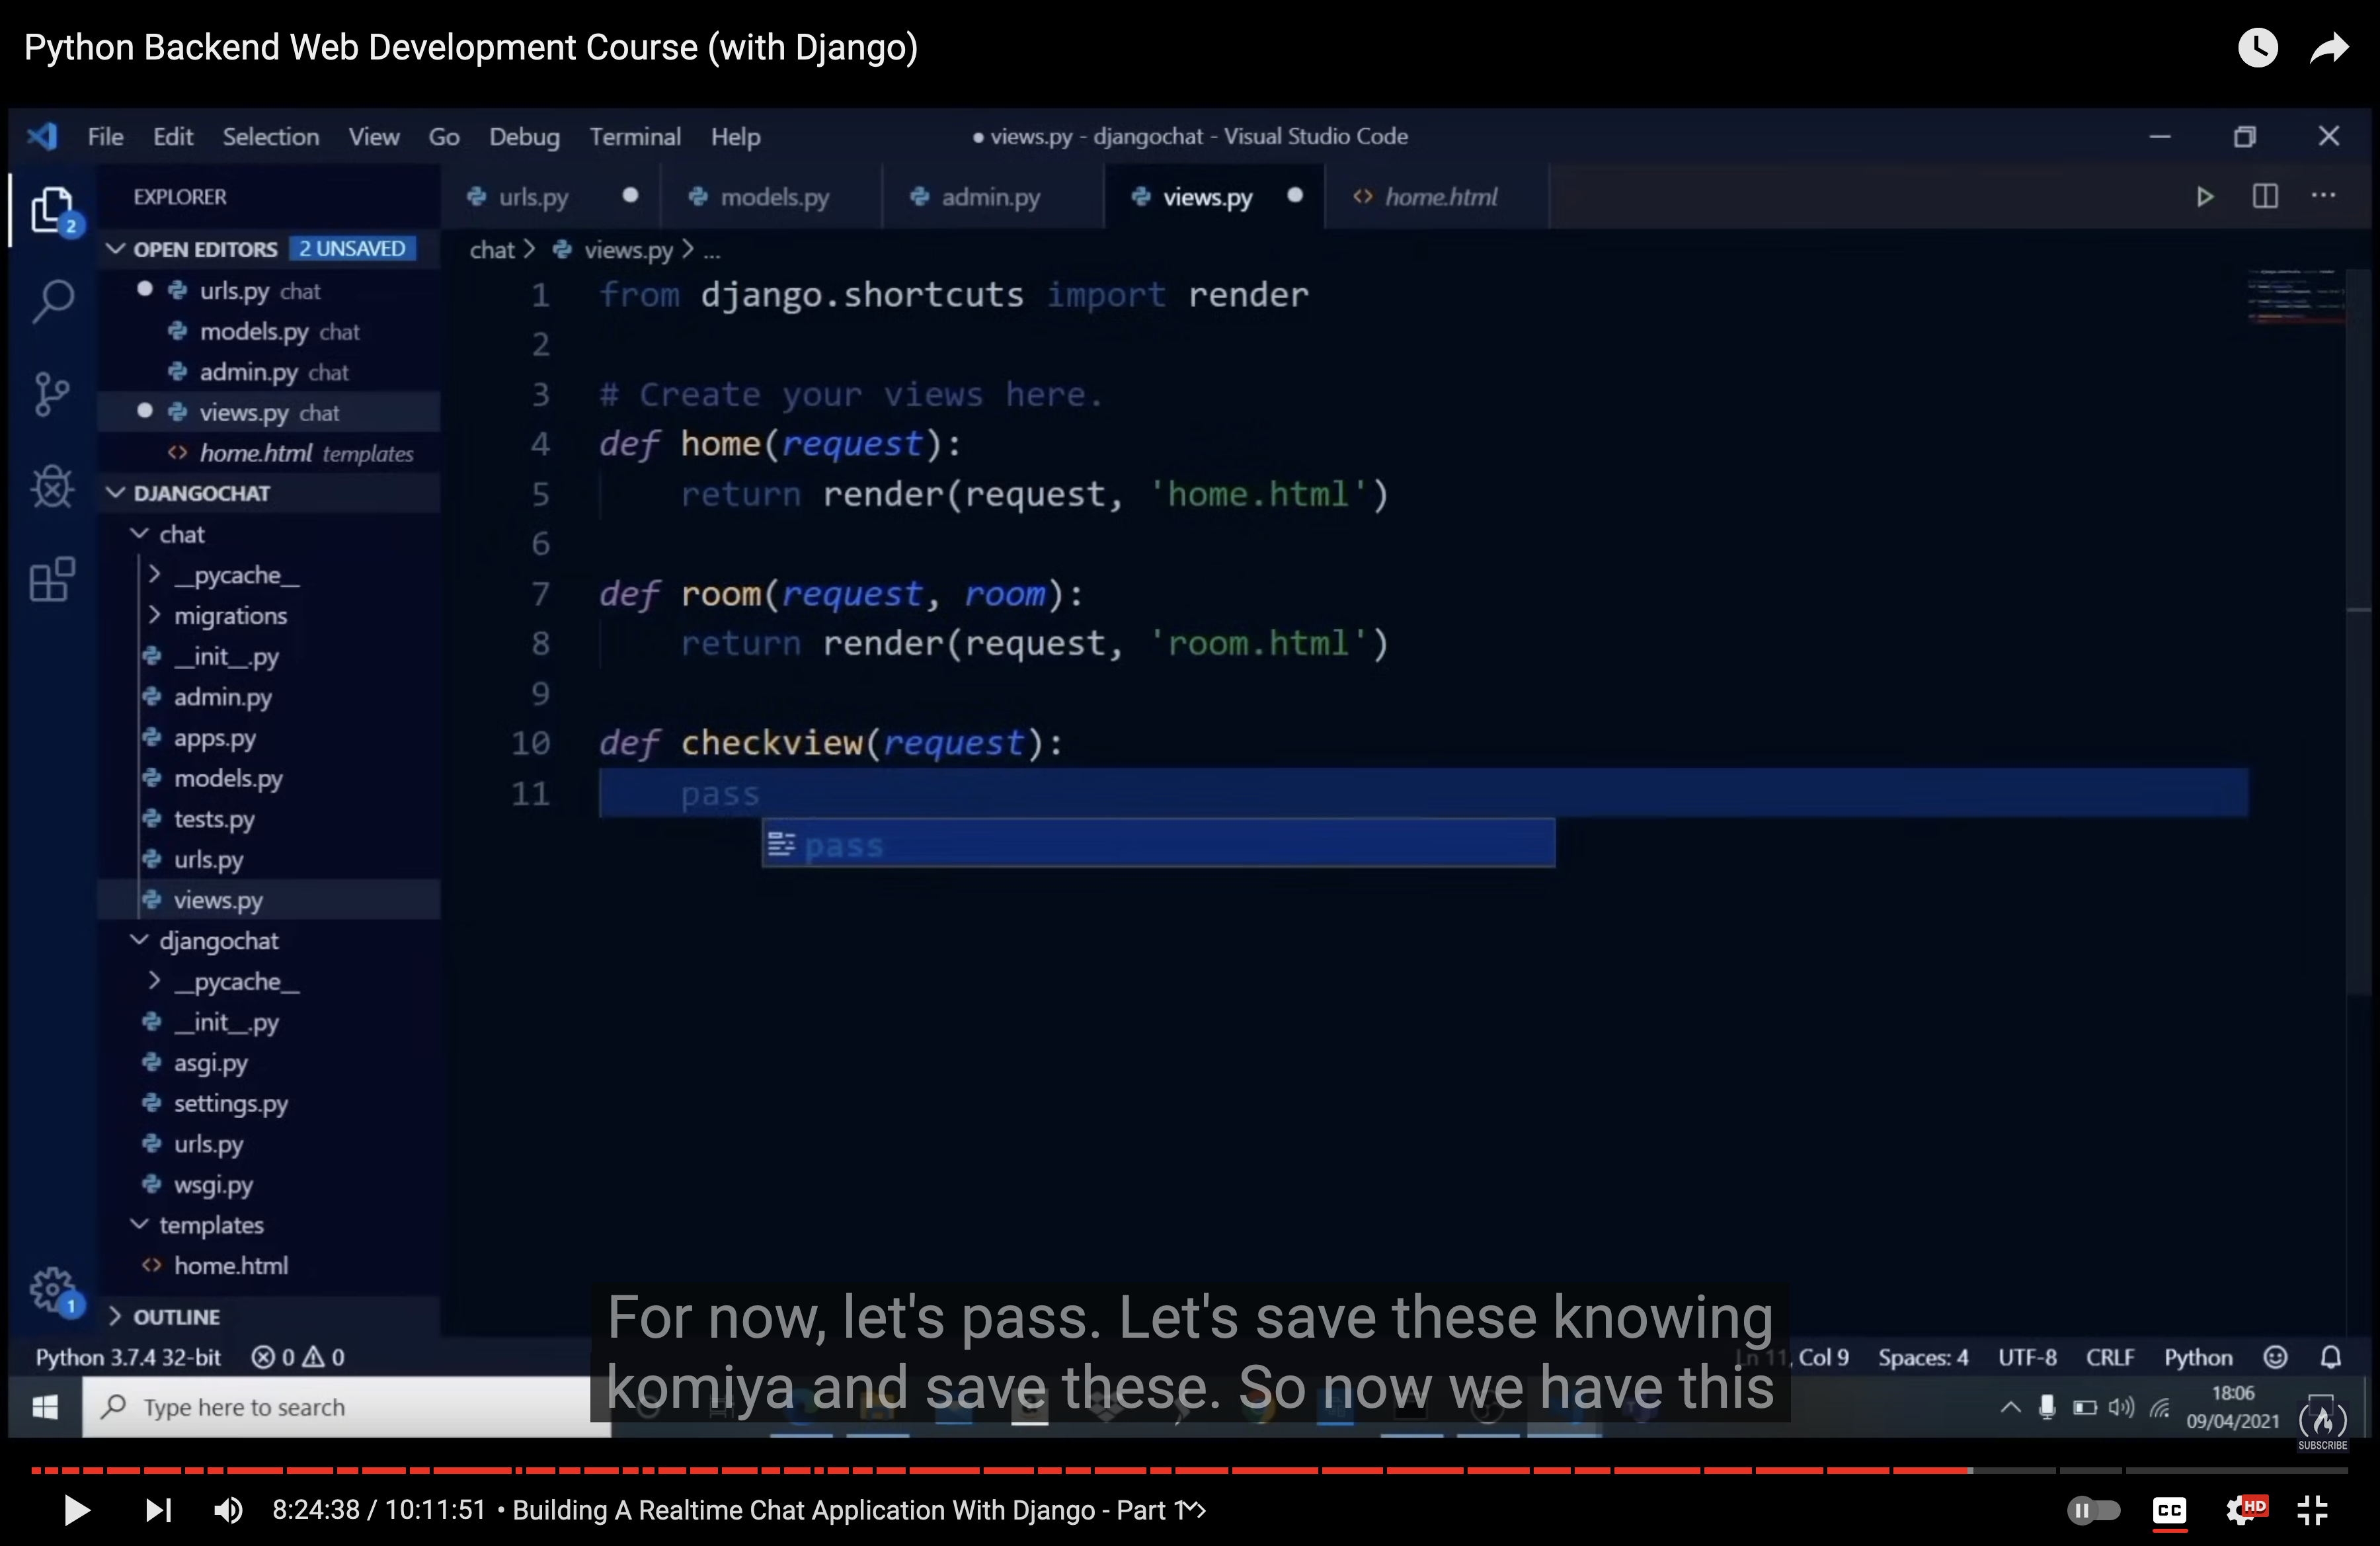 Python Backend Web Development Course (with Django)
File Edit Selection View Go Debug Terminal Help
● views.py - djangochat - Visual Studio Code
2
EXPLORER
OPEN EDITORS 2 UNSAVED
urls.py chat
models.py chat
admin.py chat
views.py chat
home.html templates
DJANGOCHAT
chat
__pycache__
migrations
__init__.py
admin.py
apps.py
models.py
tests.py
urls.py
views.py
djangochat
__pycache__
__init__.py
asgi.py
settings.py
urls.py
wsgi.py
templates
home.html
OUTLINE
1
urls.py models.py admin.py views.py home.html
chat > views.py > ...
1 from django.shortcuts import render
2
3 # Create your views here.
4 def home(request):
5 return render(request, 'home.html')
6
7 def room(request, room):
8 return render(request, 'room.html')
9
10 def checkview(request):
11 pass
pass
For now, let's pass. Let's save these knowing
komiya and save these. So now we have this
Python 3.7.4 32-bit 0 0
Ln 11, Col 9 Spaces: 4 UTF-8 CRLF Python
Type here to search
18:06
09/04/2021
SUBSCRIBE
8:24:38 / 10:11:51 • Building A Realtime Chat Application With Django - Part 1
CC
HD